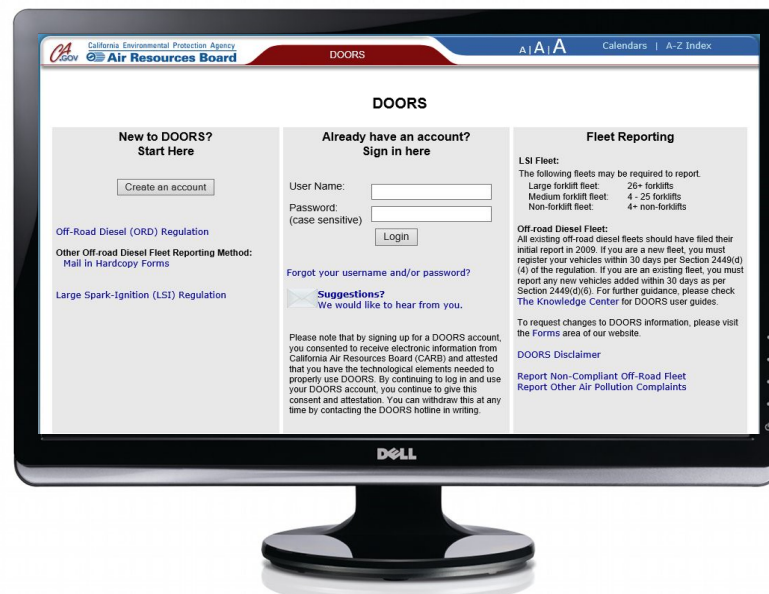 CA
.GOV
California Environmental Protection Agency
Air Resources Board
DOORS
A | A | A
Calendars | A-Z Index
DOORS
New to DOORS?
Start Here
Create an account
Off-Road Diesel (ORD) Regulation
Other Off-road Diesel Fleet Reporting Method:
Mail in Hardcopy Forms
Large Spark-Ignition (LSI) Regulation
Already have an account?
Sign in here
User Name:
Password:
(case sensitive)
Login
Forgot your username and/or password?
Suggestions?
We would like to hear from you.
Please note that by signing up for a DOORS account,
you consented to receive electronic information from
California Air Resources Board (CARB) and attested
that you have the technological elements needed to
properly use DOORS. By continuing to log in and use
your DOORS account, you continue to give this
consent and attestation. You can withdraw this at any
time by contacting the DOORS hotline in writing.
Fleet Reporting
LSI Fleet:
The following fleets may be required to report.
Large forklift fleet: 26+ forklifts
Medium forklift fleet: 4 - 25 forklifts
Non-forklift fleet: 4+ non-forklifts
Off-road Diesel Fleet:
All existing off-road diesel fleets should have filed their
initial report in 2009. If you are a new fleet, you must
register your vehicles within 30 days per Section 2449(d)
(4) of the regulation. If you are an existing fleet, you must
report any new vehicles added within 30 days as per
Section 2449(d)(6). For further guidance, please check
The Knowledge Center for DOORS user guides.
To request changes to DOORS information, please visit
the Forms area of our website.
DOORS Disclaimer
Report Non-Compliant Off-Road Fleet
Report Other Air Pollution Complaints
DELL